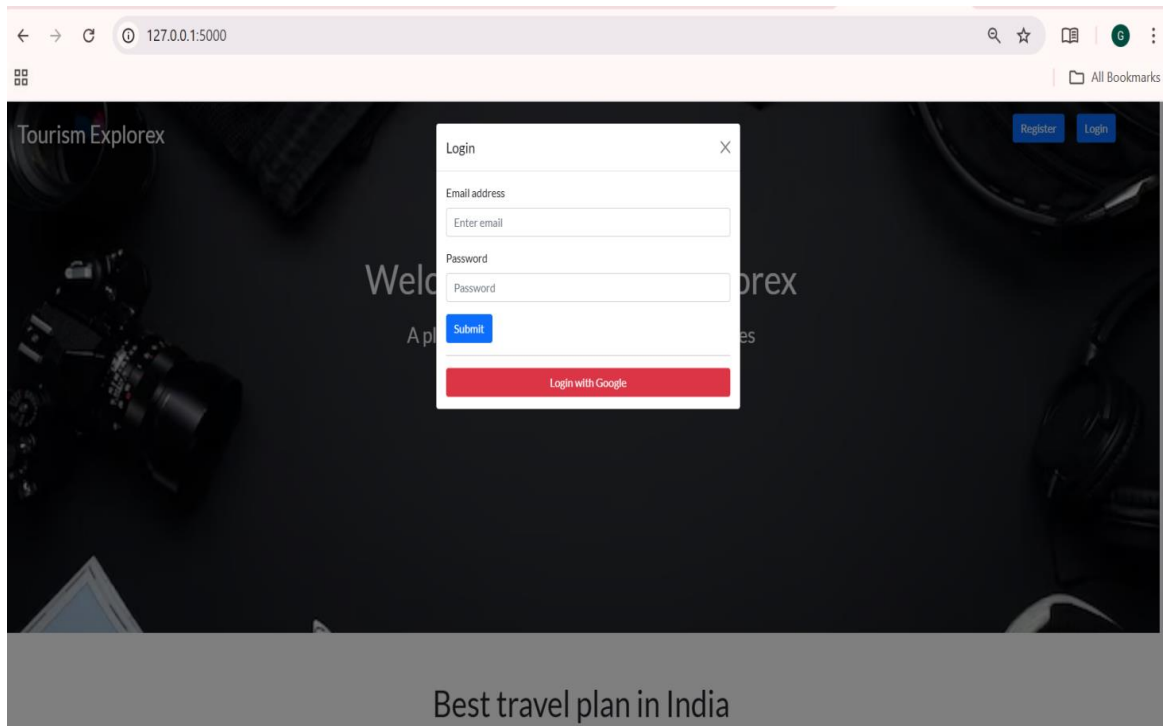 127.0.0.1:5000
G
All Bookmarks
Tourism Explorex
Register Login
Login
Email address
Enter email
Password
Password
Submit
Login with Google
Welc orex
A pl es
Best travel plan in India